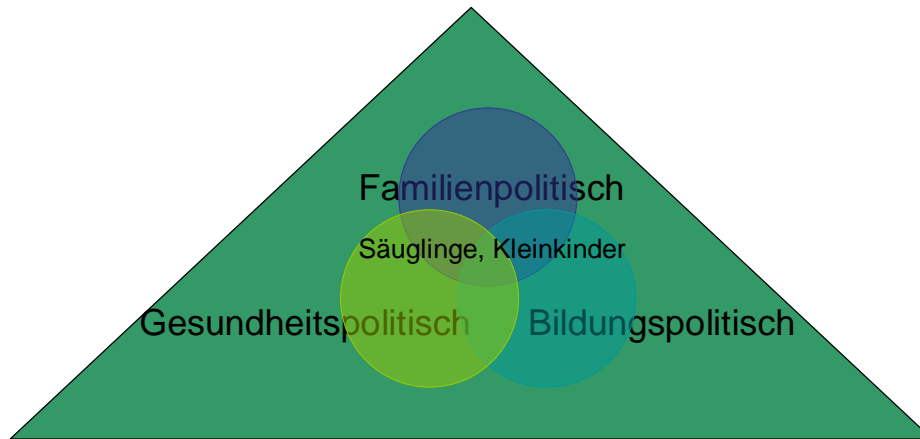 Familienpolitisch
Säuglinge, Kleinkinder
Gesundheitspolitisch
Bildungspolitisch